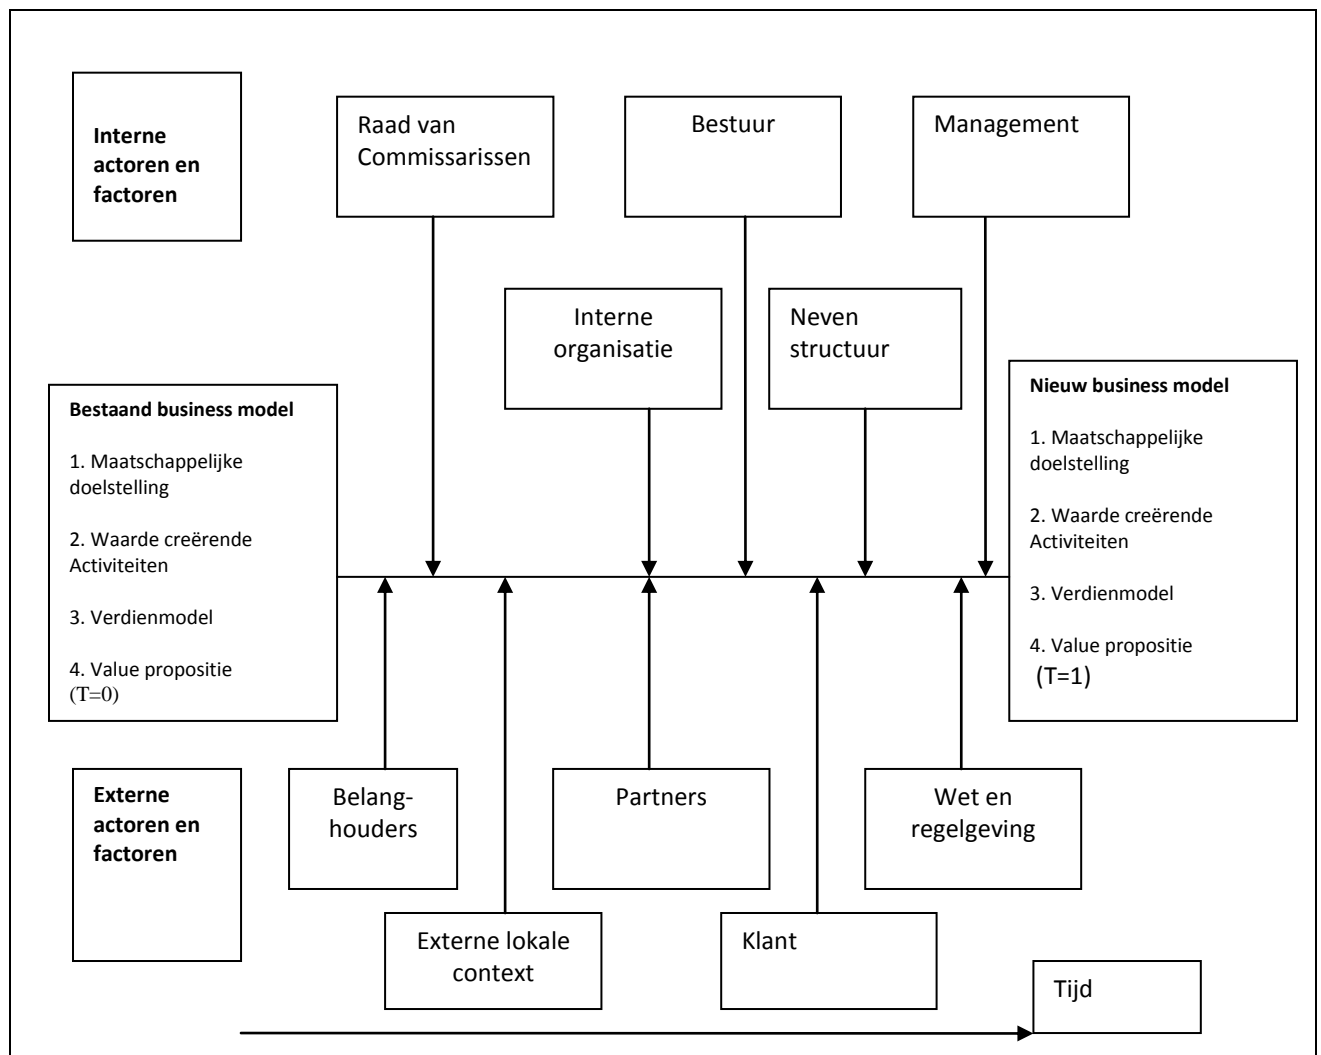 Interne
actoren en
factoren
Raad van
Commissarissen
Bestuur
Management
Interne
organisatie
Neven
structuur
Bestaand business model
1. Maatschappelijke
doelstelling
2. Waarde creërende
Activiteiten
3. Verdienmodel
4. Value propositie
(T=0)
Nieuw business model
1. Maatschappelijke
doelstelling
2. Waarde creërende
Activiteiten
3. Verdienmodel
4. Value propositie
(T=1)
Externe
actoren en
factoren
Belang-
houders
Partners
Wet en
regelgeving
Externe lokale
context
Klant
Tijd